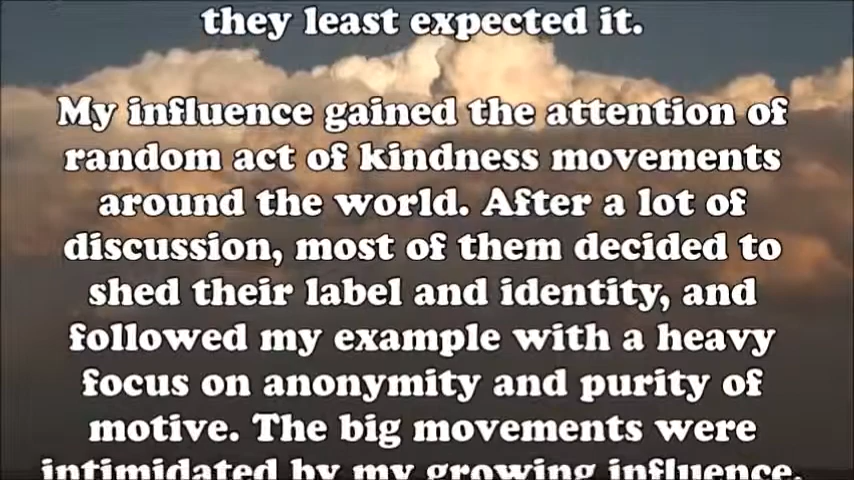 they least expected it.
My influence gained the attention of
random act of kindness movements
around the world. After a lot of
discussion, most of them decided to
shed their label and identity, and
followed my example with a heavy
focus on anonymity and purity of
motive. The big movements were
intimidated by my growing influence.